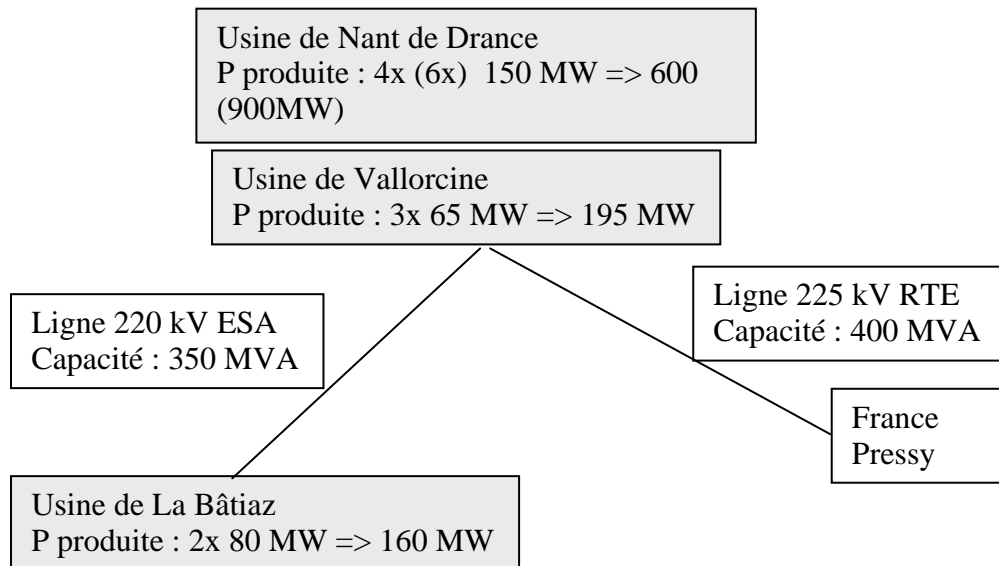 Usine de Nant de Drance
P produite : 4x (6x) 150 MW => 600
(900MW)
Usine de Vallorcine
P produite : 3x 65 MW => 195 MW
Ligne 220 kV ESA
Capacité : 350 MVA
Ligne 225 kV RTE
Capacité : 400 MVA
France
Pressy
Usine de La Bâtiaz
P produite : 2x 80 MW => 160 MW